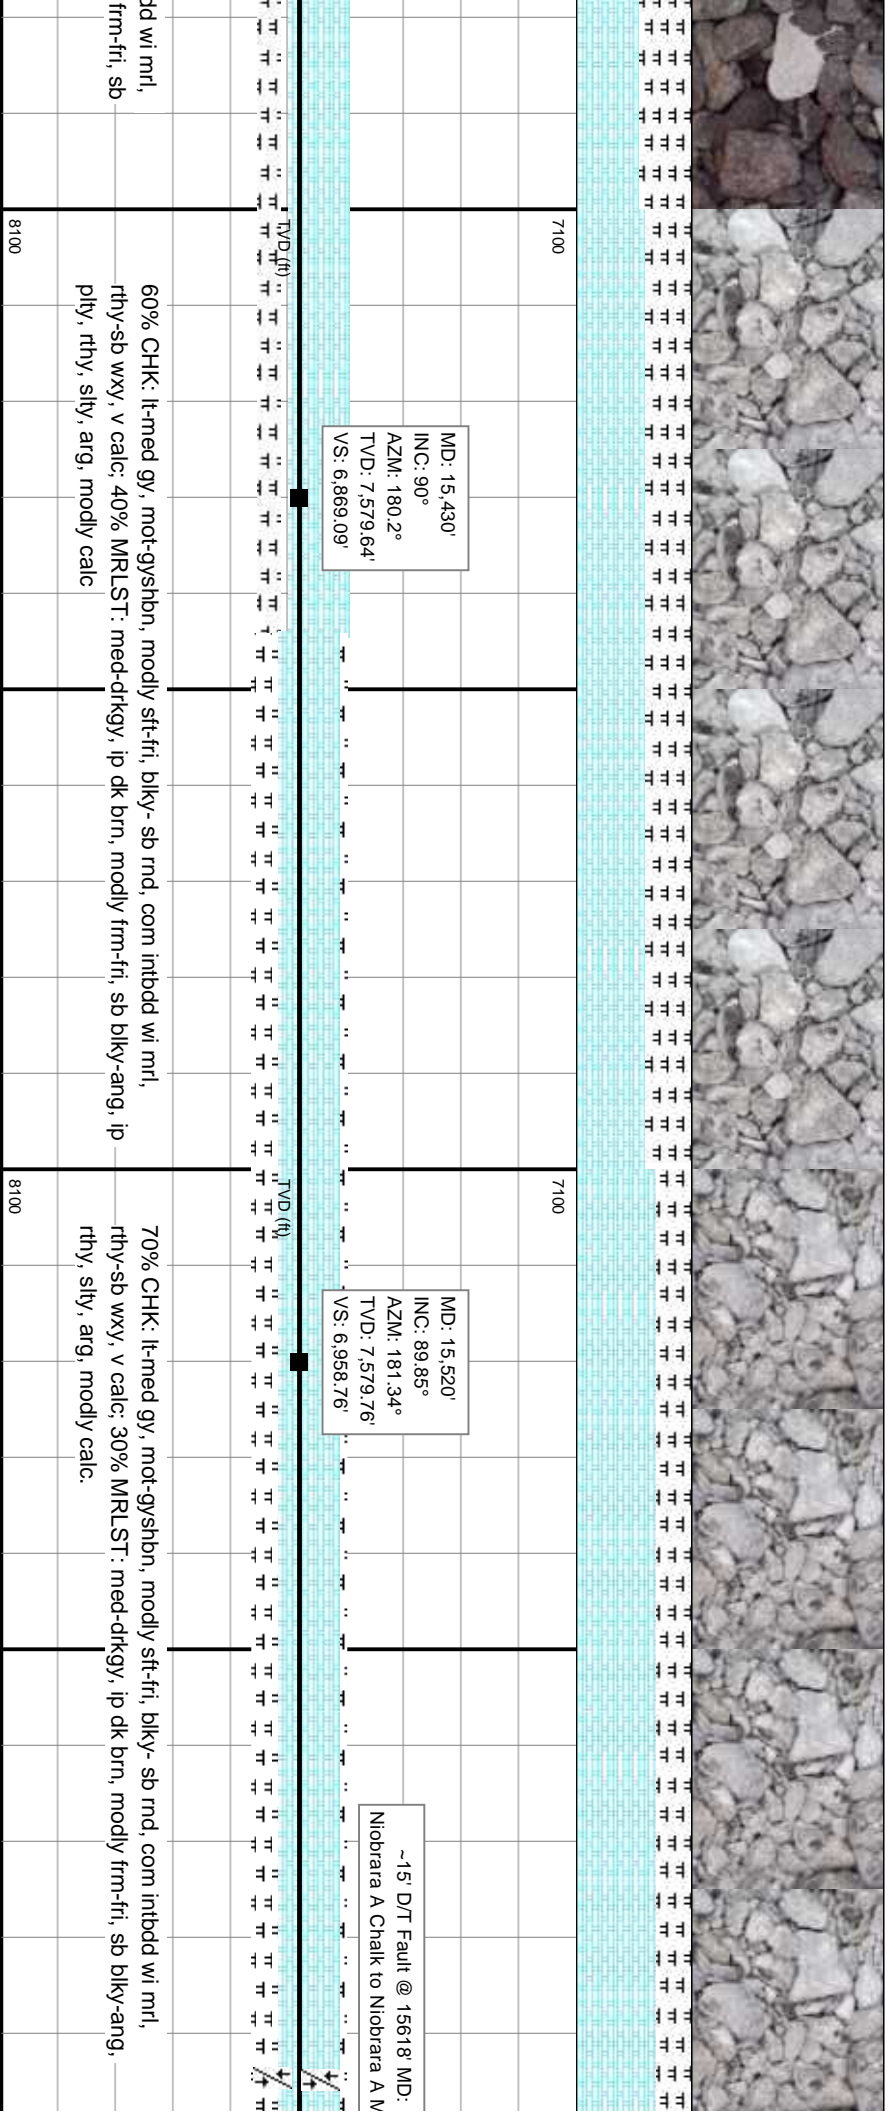 dd wi mrl,
frm-fri, sb
7100
TVD (ft)
8100
MD: 15,430'
INC: 90°
AZM: 180.2°
TVD: 7,579.64'
VS: 6,869.09'
60% CHK: lt-med gy, mot-gyshbn, modly sft-fri, blky- sb rnd, com intbdd wi mrl,
rthy-sb wxy, v calc; 40% MRLST: med-drkgy, ip dk brn, modly frm-fri, sb blky-ang, ip
plty, rthy, slty, arg, modly calc
7100
TVD (ft)
8100
MD: 15,520'
INC: 89.85°
AZM: 181.34°
TVD: 7,579.76'
VS: 6,958.76'
70% CHK: lt-med gy, mot-gyshbn, modly sft-fri, blky- sb rnd, com intbdd wi mrl,
rthy-sb wxy, v calc; 30% MRLST: med-drkgy, ip dk brn, modly frm-fri, sb blky-ang,
rthy, slty, arg, modly calc.
~15' D/T Fault @ 15618' MD:
Niobrara A Chalk to Niobrara A M